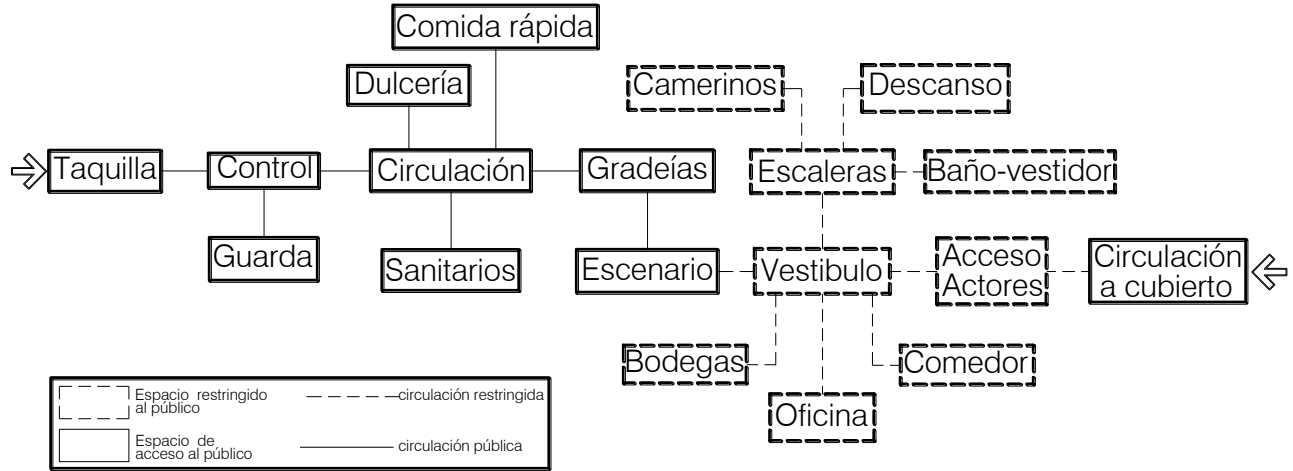 Comida rápida
Dulcería
Camerinos
Descanso
Taquilla
Control
Circulación
Gradeías
Escaleras
Baño-vestidor
Guarda
Sanitarios
Escenario
Vestibulo
Acceso
Actores
Circulación
a cubierto
Bodegas
Comedor
Oficina
Espacio restringido
al público
circulación restringida
Espacio de
acceso al público
circulación pública